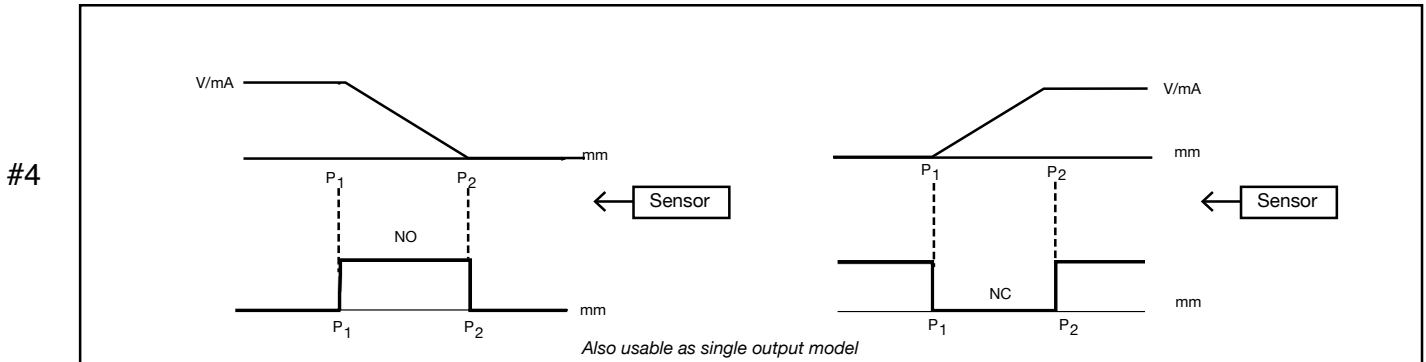 V/mA
V/mA
mm
mm
#4
P1 P2
P1 P2
Sensor
Sensor
NO
NC
mm
mm
P1 P2
P1 P2
Also usable as single output model